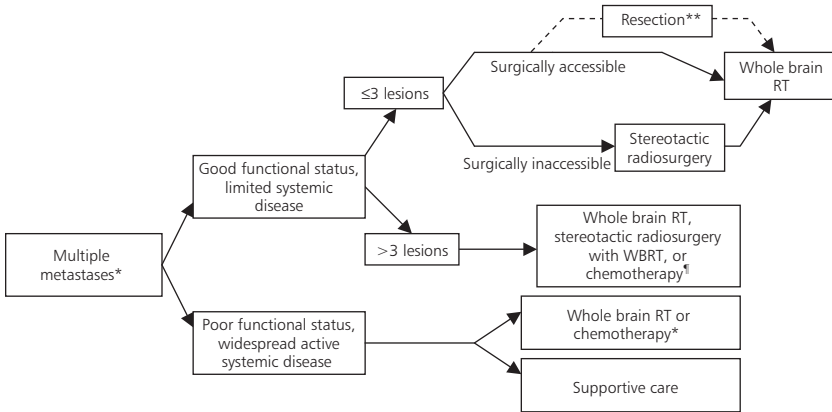 Resection**
Surgically accessible
Whole brain
RT
≤3 lesions
Stereotactic
radiosurgery
Surgically inaccessible
Good functional status,
limited systemic
disease
>3 lesions
Whole brain RT,
stereotactic radiosurgery
with WBRT, or
chemotherapy¶
Multiple
metastases*
Poor functional status,
widespread active
systemic disease
Whole brain RT or
chemotherapy*
Supportive care